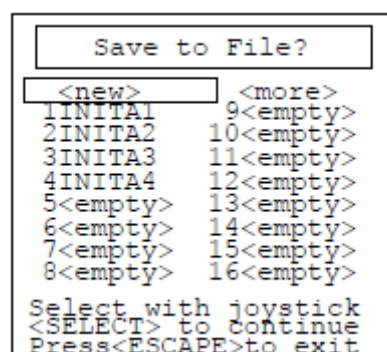 Save to File?
<new> <more>
1INITA1 9<empty>
2INITA2 10<empty>
3INITA3 11<empty>
4INITA4 12<empty>
5<empty> 13<empty>
6<empty> 14<empty>
7<empty> 15<empty>
8<empty> 16<empty>
Select with joystick
<SELECT> to continue
Press<ESCAPE>to exit